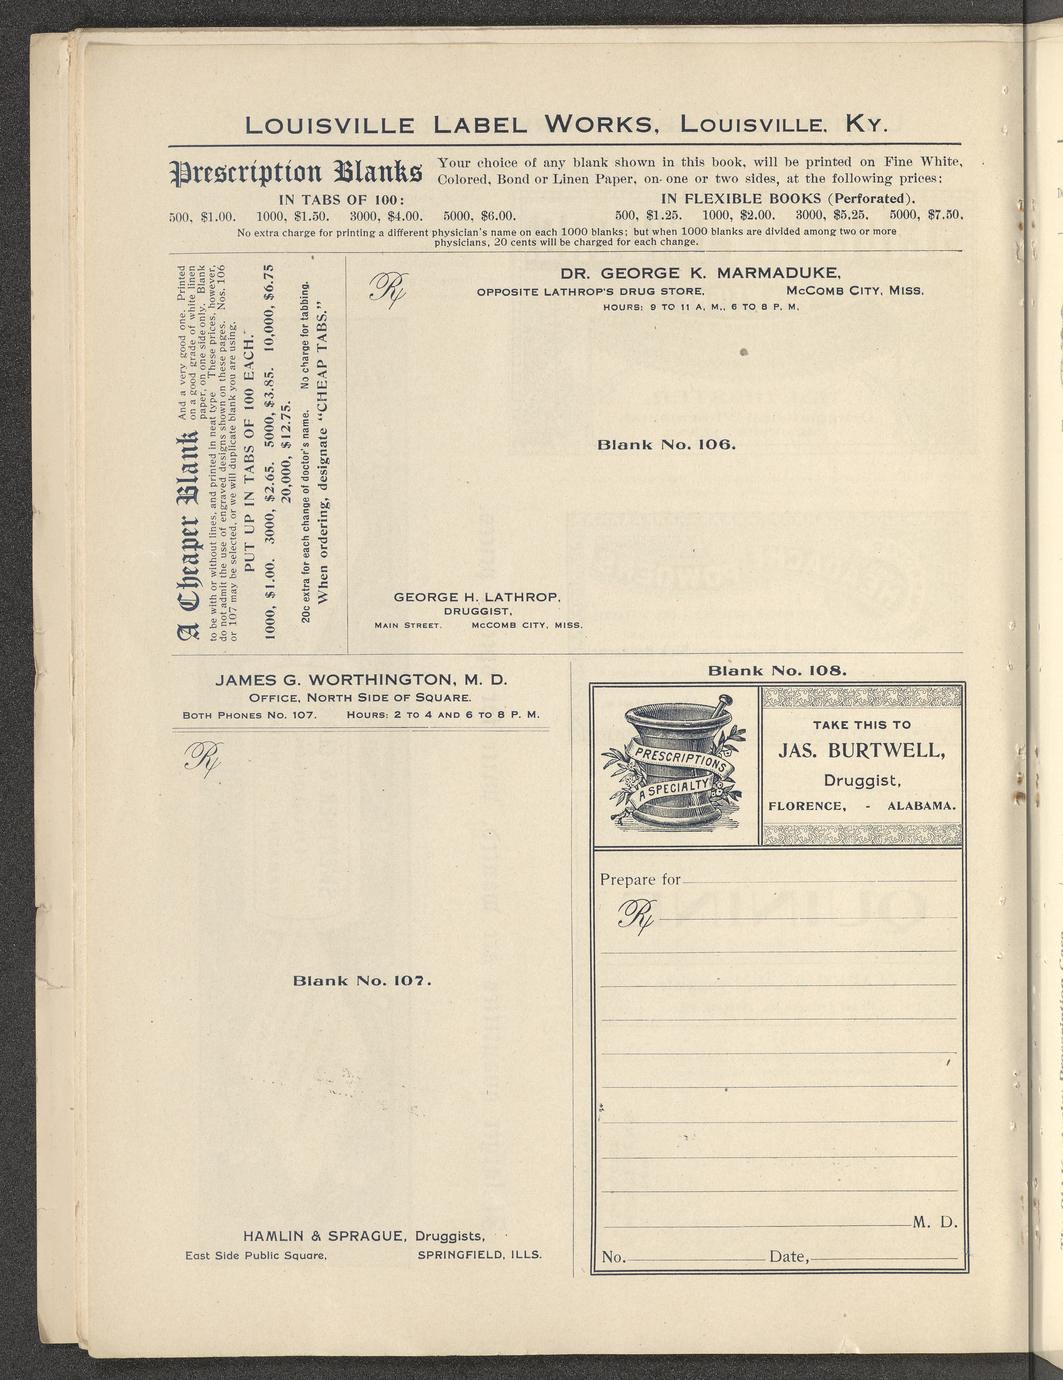 LOUISVILLE LABEL WORKS, LOUISVILLE, KY.
Prescription Blanks
Your choice of any blank shown in this book, will be printed on Fine White,
Colored, Bond or Linen Paper, on one or two sides, at the following prices:
IN TABS OF 100:
500, $1.00. 1000, $1.50. 3000, $4.00. 5000, $6.00.
IN FLEXIBLE BOOKS (Perforated).
500, $1.25. 1000, $2.00. 3000, $5.25. 5000, $7.50.
No extra charge for printing a different physician's name on each 1000 blanks; but when 1000 blanks are divided among two or more
physicians, 20 cents will be charged for each change.
A Cheaper Blank
And a very good one. Printed
on a good grade of white linen
paper, on one side only. Blank
to be with or without lines, and printed in neat type These prices, however,
do not admit the use of engraved designs shown on these pages. Nos. 106
or 107 may be selected, or we will duplicate blank you are using.
PUT UP IN TABS OF 100 EACH.
1000, $1.00. 3000, $2.65. 5000, $3.85. 10,000, $6.75
20,000, $12.75.
20c extra for each change of doctor's name. No charge for tabbing.
When ordering, designate "CHEAP TABS."
Rx
DR. GEORGE K. MARMADUKE,
OPPOSITE LATHROP'S DRUG STORE, McCOMB CITY, MISS.
HOURS: 9 TO 11 A. M., 6 TO 8 P. M.
Blank No. 106.
GEORGE H. LATHROP,
DRUGGIST,
MAIN STREET. McCOMB CITY, MISS.
JAMES G. WORTHINGTON, M. D.
OFFICE, NORTH SIDE OF SQUARE.
BOTH PHONES NO. 107. HOURS: 2 TO 4 AND 6 TO 8 P. M.
Rx
Blank No. 107.
HAMLIN & SPRAGUE, Druggists,
East Side Public Square, SPRINGFIELD, ILLS.
Blank No. 108.
PRESCRIPTIONS
A SPECIALTY
TAKE THIS TO
JAS. BURTWELL,
Druggist,
FLORENCE, - ALABAMA.
Prepare for
Rx
M. D.
No. Date,